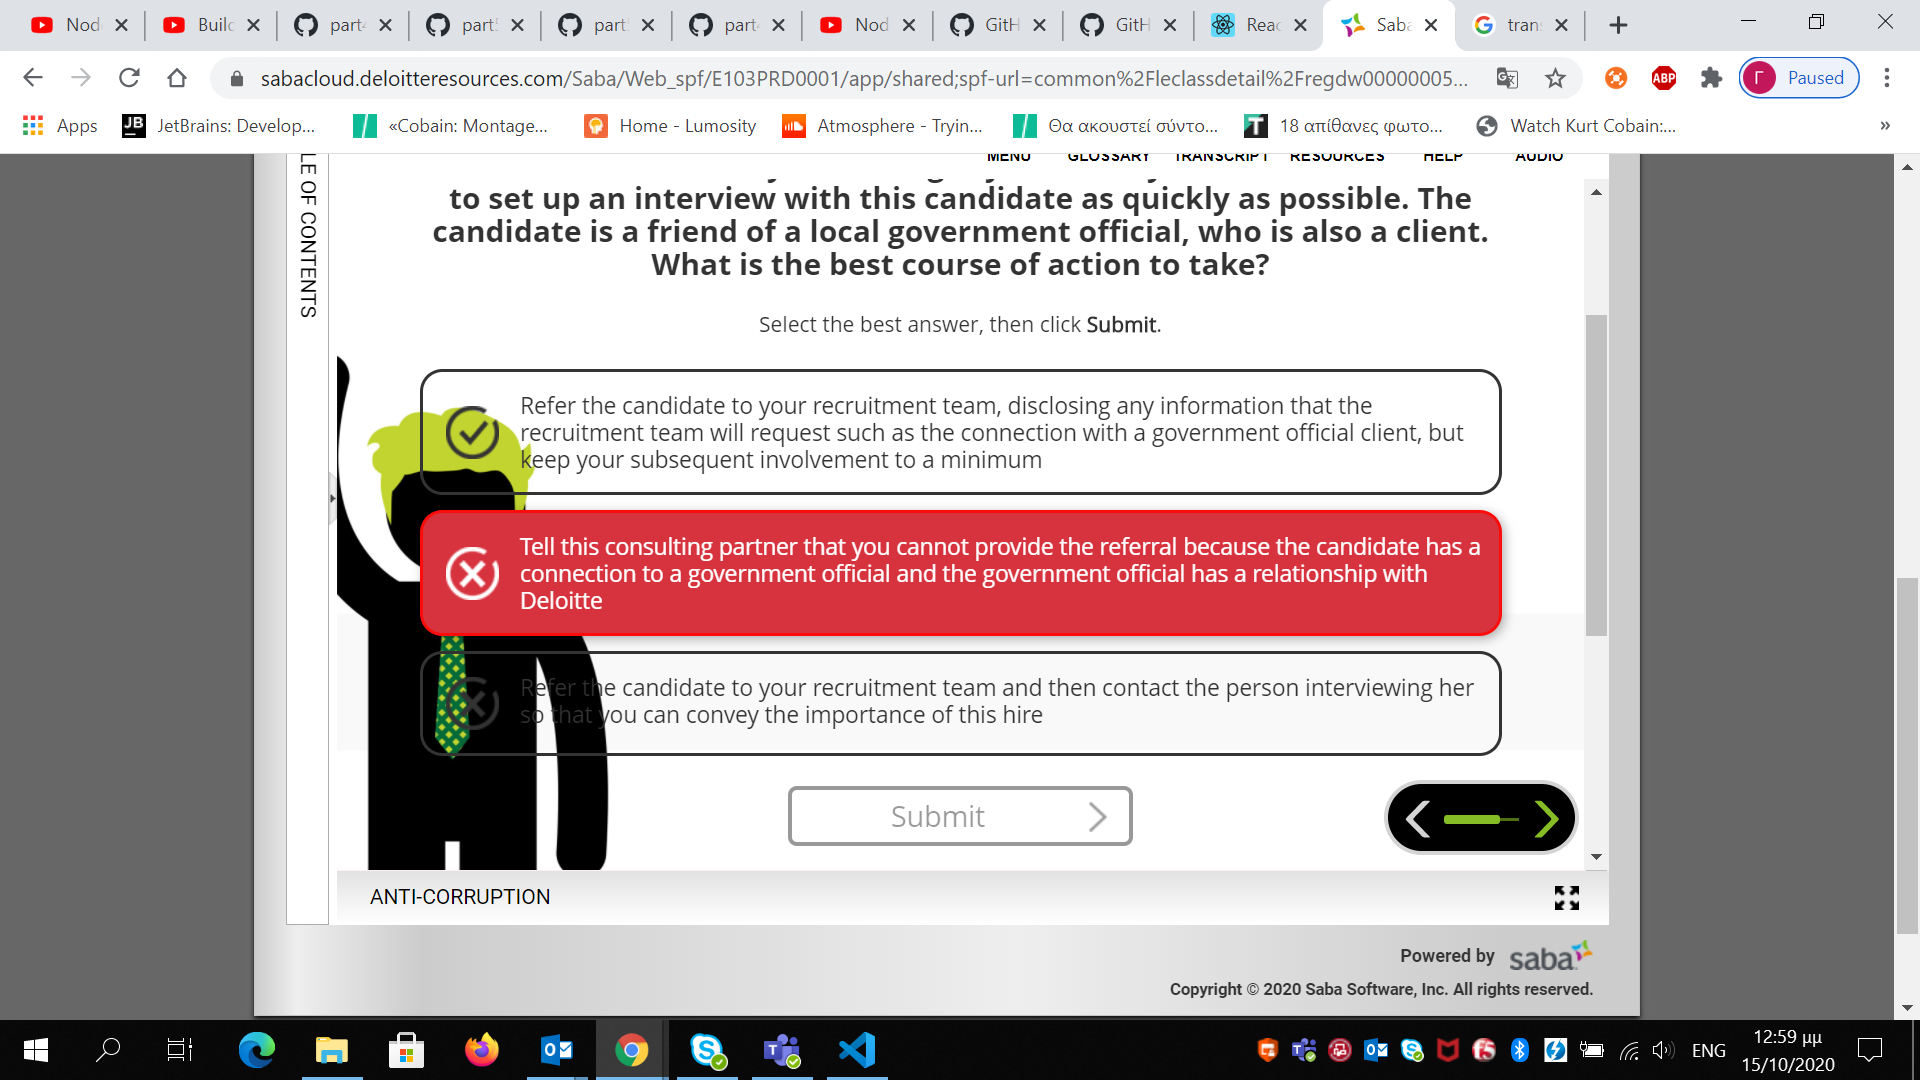 Nod
Build
part4
part5
part
part4
Nod
GitH
GitH
Reac
Saba
trans
sabacloud.deloitteresources.com/Saba/Web_spf/E103PRD0001/app/shared;spf-url=common%2Fleclassdetail%2Fregdw00000005...
ABP
Γ Paused
Apps
JB JetBrains: Develop...
«Cobain: Montage...
Home - Lumosity
Atmosphere - Tryin...
Θα ακουστεί σύντο...
18 απίθανες φωτο...
Watch Kurt Cobain:...
»
LE OF CONTENTS
MENU
GLOSSARY
TRANSCRIPT
RESOURCES
HELP
AUDIO
to set up an interview with this candidate as quickly as possible. The
candidate is a friend of a local government official, who is also a client.
What is the best course of action to take?
Select the best answer, then click Submit.
Refer the candidate to your recruitment team, disclosing any information that the
recruitment team will request such as the connection with a government official client, but
keep your subsequent involvement to a minimum
Tell this consulting partner that you cannot provide the referral because the candidate has a
connection to a government official and the government official has a relationship with
Deloitte
Refer the candidate to your recruitment team and then contact the person interviewing her
so that you can convey the importance of this hire
Submit
ANTI-CORRUPTION
Powered by saba
Copyright © 2020 Saba Software, Inc. All rights reserved.
ENG
12:59 μμ
15/10/2020